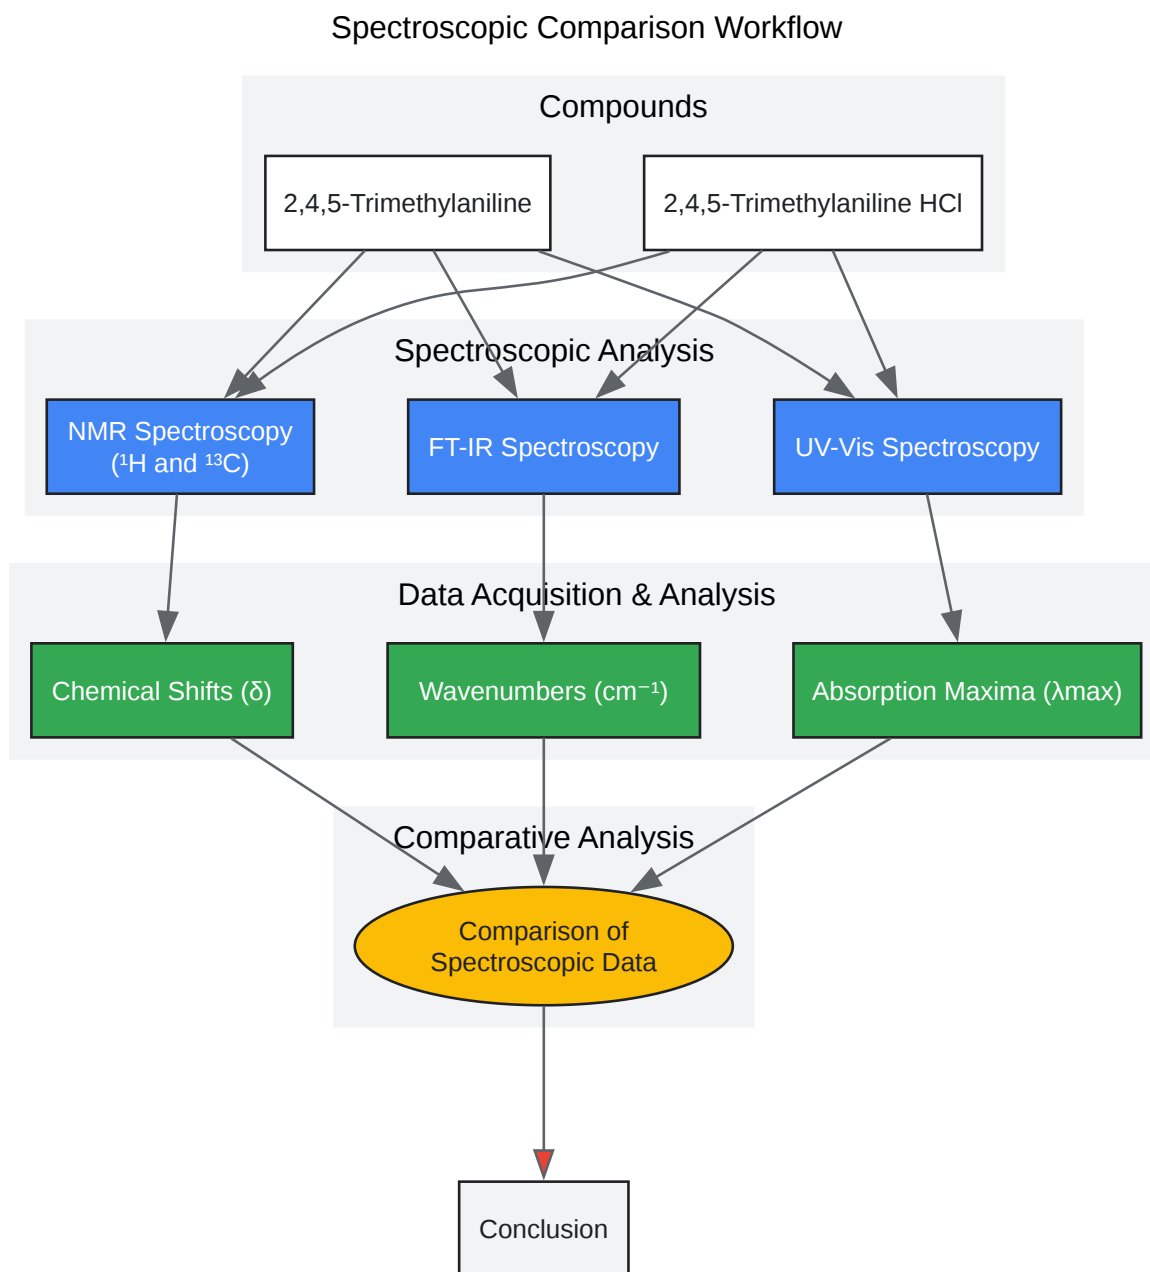 Spectroscopic Comparison Workflow
Compounds
2,4,5-Trimethylaniline
2,4,5-Trimethylaniline HCl
Spectroscopic Analysis
NMR Spectroscopy
(¹H and ¹³C)
FT-IR Spectroscopy
UV-Vis Spectroscopy
Data Acquisition & Analysis
Chemical Shifts (δ)
Wavenumbers (cm⁻¹)
Absorption Maxima (λmax)
Comparative Analysis
Comparison of
Spectroscopic Data
Conclusion